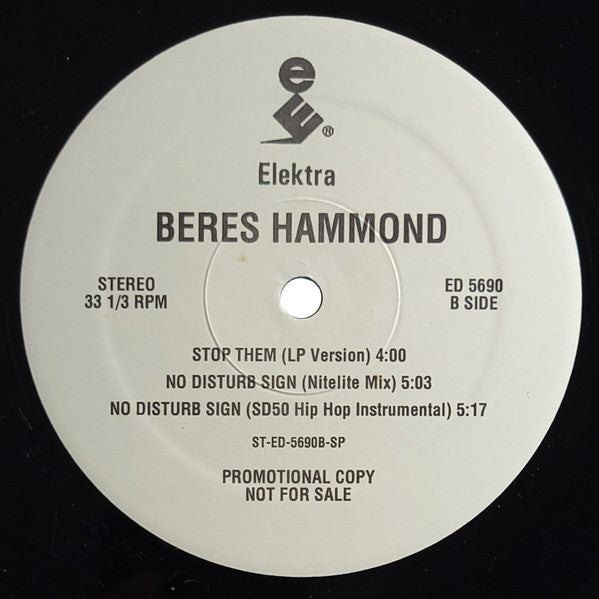 e
E®
Elektra
BERES HAMMOND
STEREO
33 1/3 RPM
ED 5690
B SIDE
STOP THEM (LP Version) 4:00
NO DISTURB SIGN (Nitelite Mix) 5:03
NO DISTURB SIGN (SD50 Hip Hop Instrumental) 5:17
ST-ED-5690B-SP
PROMOTIONAL COPY
NOT FOR SALE